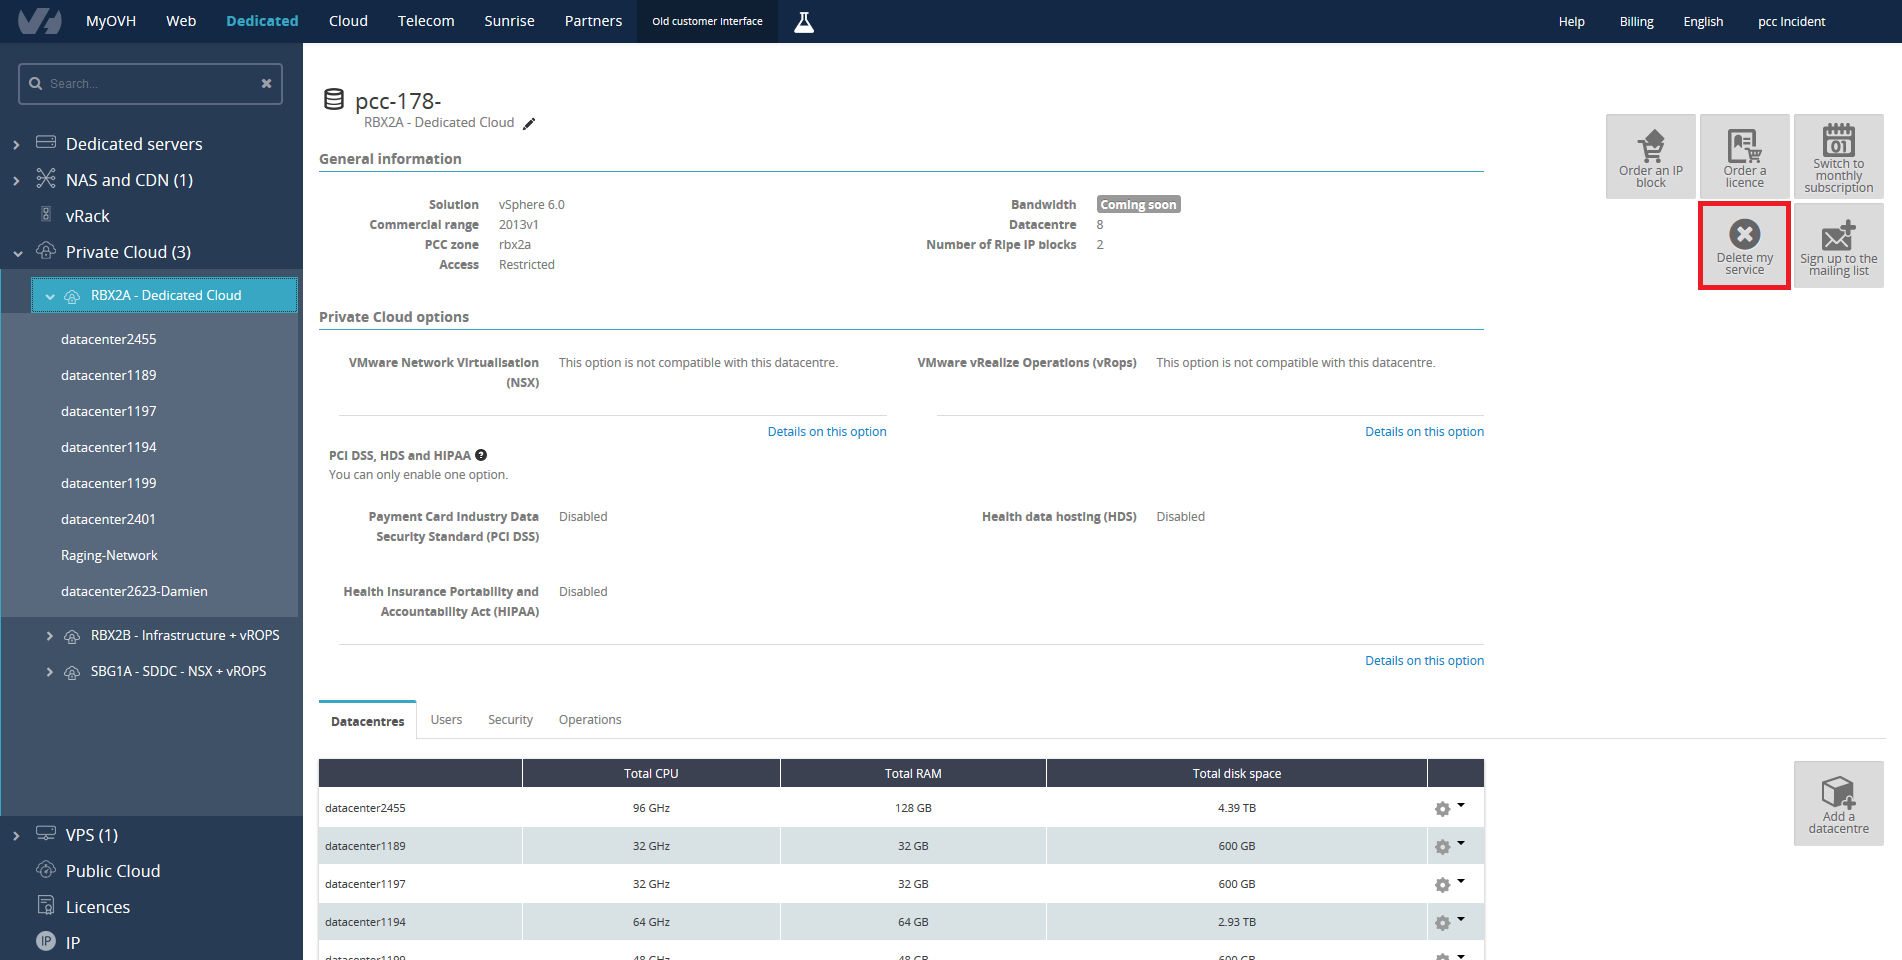 MyOVH Web Dedicated Cloud Telecom Sunrise Partners Old customer Interface Help Billing English pcc Incident
Search...
Dedicated servers
NAS and CDN (1)
vRack
Private Cloud (3)
RBX2A - Dedicated Cloud
datacenter2455
datacenter1189
datacenter1197
datacenter1194
datacenter1199
datacenter2401
Raging-Network
datacenter2623-Damien
RBX2B - Infrastructure + vROPS
SBG1A - SDDC - NSX + vROPS
VPS (1)
Public Cloud
Licences
IP IP
pcc-178-
RBX2A - Dedicated Cloud
General information
Solution vSphere 6.0
Commercial range 2013v1
PCC zone rbx2a
Access Restricted
Bandwidth Coming soon
Datacentre 8
Number of Ripe IP blocks 2
Order an IP
block
Order a
licence
01
Switch to
monthly
subscription
Delete my
service
Sign up to the
mailing list
Private Cloud options
VMware Network Virtualisation
(NSX)
This option is not compatible with this datacentre.
Details on this option
VMware vRealize Operations (vRops) This option is not compatible with this datacentre.
Details on this option
PCI DSS, HDS and HIPAA ?
You can only enable one option.
Payment Card Industry Data
Security Standard (PCI DSS)
Disabled
Health data hosting (HDS) Disabled
Health Insurance Portability and
Accountability Act (HIPAA)
Disabled
Details on this option
Datacentres Users Security Operations
Total CPU Total RAM Total disk space
datacenter2455 96 GHz 128 GB 4.39 TB
datacenter1189 32 GHz 32 GB 600 GB
datacenter1197 32 GHz 32 GB 600 GB
datacenter1194 64 GHz 64 GB 2.93 TB
datacenter1199 48 GHz 48 GB 600 GB
Add a
datacentre